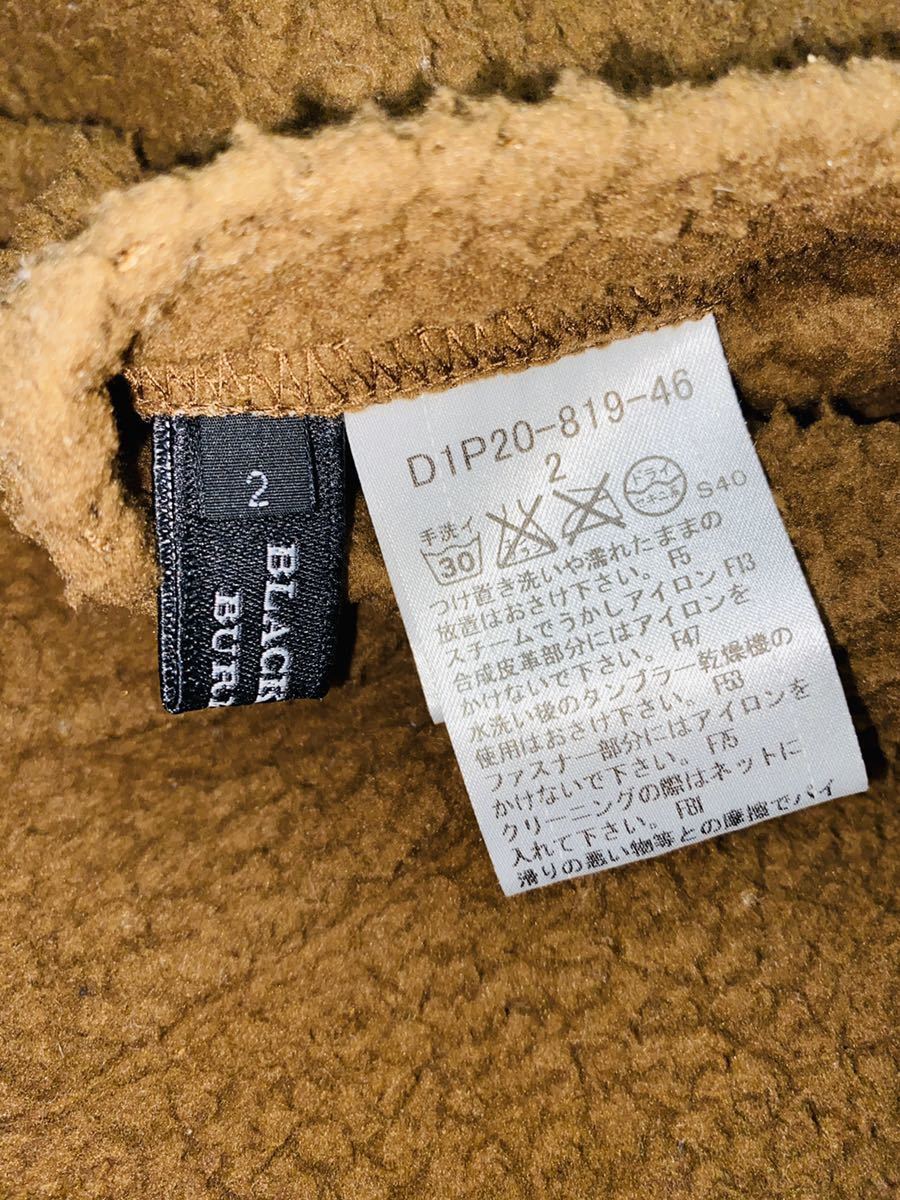 2
BLACK
BUR
D1P20-819-46
2
手洗イ
30
ドライ
セキユ系
S40
つけ置き洗いや濡れたままの
放置はおさけ下さい。 F5
スチームでうかしアイロン F13
合成皮革部分にはアイロンを
かけないで下さい。 F47
水洗い後のタンブラー乾燥機の
使用はおさけ下さい。 F53
ファスナー部分にはアイロンを
かけないで下さい。 F75
クリーニングの際はネットに
入れて下さい。 F81
滑りの悪い物等との摩擦でパイ